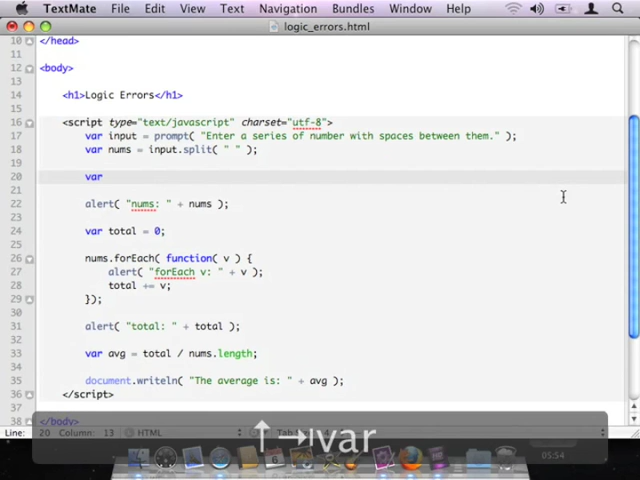 TextMate File Edit View Text Navigation Bundles Window Help
logic_errors.html
10 </head>
11
12 <body>
13
14 <h1>Logic Errors</h1>
15
16 <script type="text/javascript" charset="utf-8">
17 var input = prompt( "Enter a series of number with spaces between them." );
18 var nums = input.split( " " );
19
20 var
21
22 alert( "nums: " + nums );
23
24 var total = 0;
25
26 nums.forEach( function( v ) {
27 alert( "forEach v: " + v );
28 total += v;
29 });
30
31 alert( "total: " + total );
32
33 var avg = total / nums.length;
34
35 document.writeln( "The average is: " + avg );
36 </script>
37
38 </body>
Line: 20 Column: 13 HTML
↑⇥var
6
05:54